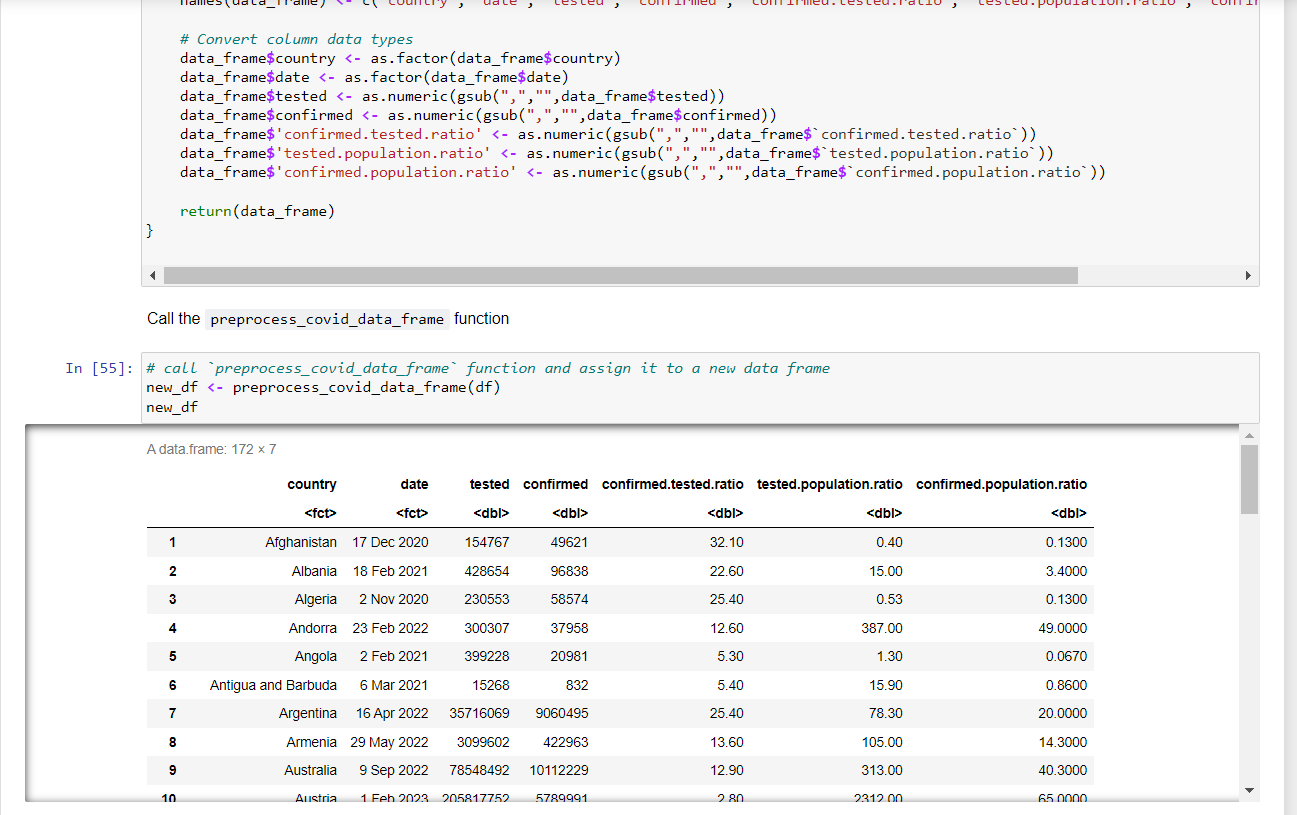 names(data_frame) <- c("country", "date", "tested", "confirmed", "confirmed.tested.ratio", "tested.population.ratio", "confir
# Convert column data types
data_frame$country <- as.factor(data_frame$country)
data_frame$date <- as.factor(data_frame$date)
data_frame$tested <- as.numeric(gsub(",","",data_frame$tested))
data_frame$confirmed <- as.numeric(gsub(",","",data_frame$confirmed))
data_frame$'confirmed.tested.ratio' <- as.numeric(gsub(",","",data_frame$`confirmed.tested.ratio`))
data_frame$'tested.population.ratio' <- as.numeric(gsub(",","",data_frame$`tested.population.ratio`))
data_frame$'confirmed.population.ratio' <- as.numeric(gsub(",","",data_frame$`confirmed.population.ratio`))
return(data_frame)
}
Call the preprocess_covid_data_frame function
In [55]: # call `preprocess_covid_data_frame` function and assign it to a new data frame
new_df <- preprocess_covid_data_frame(df)
new_df
A data.frame: 172 × 7
country date tested confirmed confirmed.tested.ratio tested.population.ratio confirmed.population.ratio
<fct> <fct> <dbl> <dbl> <dbl> <dbl> <dbl>
1 Afghanistan 17 Dec 2020 154767 49621 32.10 0.40 0.1300
2 Albania 18 Feb 2021 428654 96838 22.60 15.00 3.4000
3 Algeria 2 Nov 2020 230553 58574 25.40 0.53 0.1300
4 Andorra 23 Feb 2022 300307 37958 12.60 387.00 49.0000
5 Angola 2 Feb 2021 399228 20981 5.30 1.30 0.0670
6 Antigua and Barbuda 6 Mar 2021 15268 832 5.40 15.90 0.8600
7 Argentina 16 Apr 2022 35716069 9060495 25.40 78.30 20.0000
8 Armenia 29 May 2022 3099602 422963 13.60 105.00 14.3000
9 Australia 9 Sep 2022 78548492 10112229 12.90 313.00 40.3000
10 Austria 1 Feb 2023 205817752 5789991 2.80 2312.00 65.0000